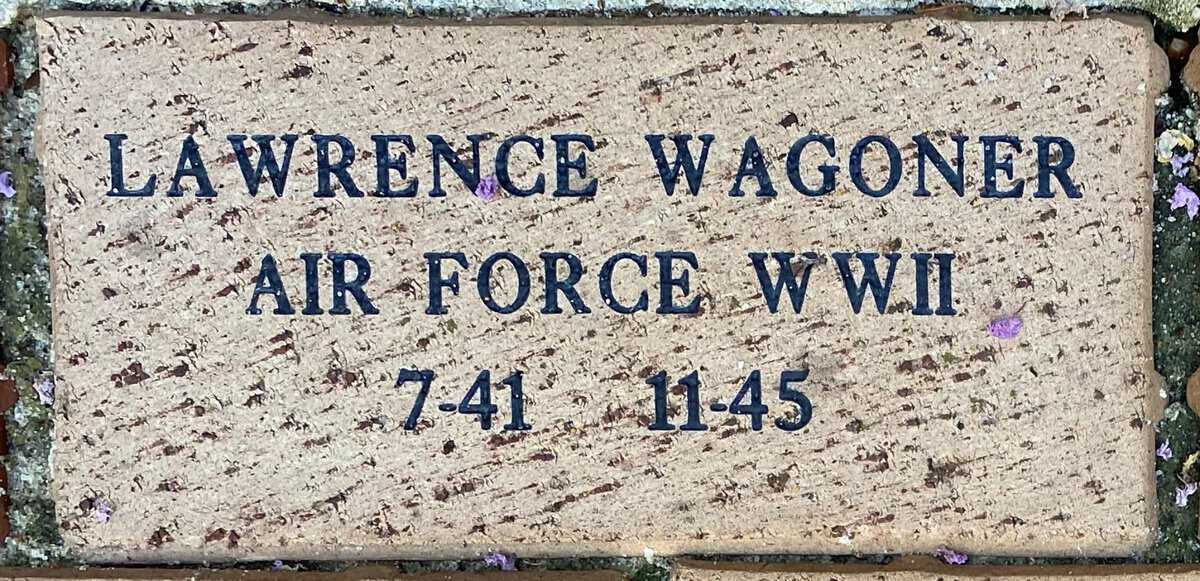 LAWRENCE WAGONER
AIR FORCE WWII
7-41 11-45